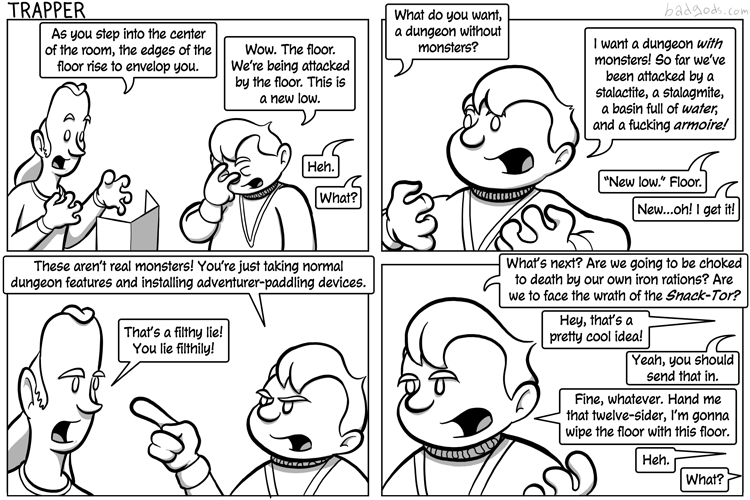 TRAPPER
badgods.com
As you step into the center
of the room, the edges of the
floor rise to envelop you.
Wow. The floor.
We're being attacked
by the floor. This is
a new low.
Heh.
What?
What do you want,
a dungeon without
monsters?
I want a dungeon with
monsters! So far we've
been attacked by a
stalactite, a stalagmite,
a basin full of water,
and a fucking armoire!
"New low." Floor.
New...oh! I get it!
These aren't real monsters! You're just taking normal
dungeon features and installing adventurer-paddling devices.
That's a filthy lie!
You lie filthily!
What's next? Are we going to be choked
to death by our own iron rations? Are
we to face the wrath of the Snack-Tor?
Hey, that's a
pretty cool idea!
Yeah, you should
send that in.
Fine, whatever. Hand me
that twelve-sider, I'm gonna
wipe the floor with this floor.
Heh.
What?